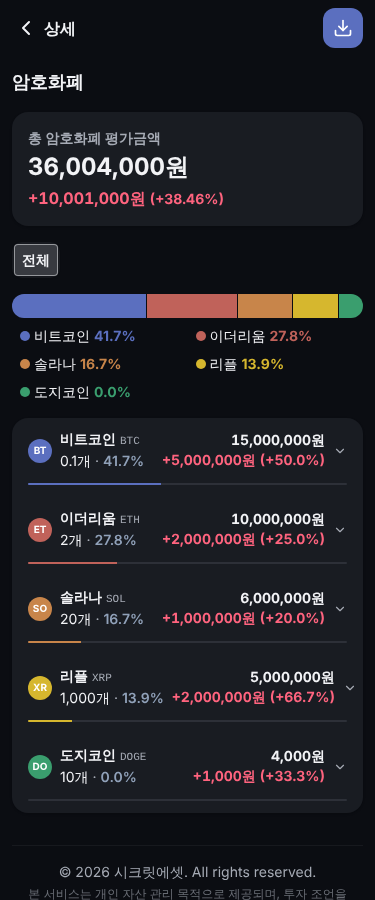 상세
암호화폐
총 암호화폐 평가금액
36,004,000원
+10,001,000원 (+38.46%)
전체
비트코인 41.7% 이더리움 27.8%
솔라나 16.7% 리플 13.9%
도지코인 0.0%
BT 비트코인 BTC 15,000,000원
0.1개 · 41.7% +5,000,000원 (+50.0%)
ET 이더리움 ETH 10,000,000원
2개 · 27.8% +2,000,000원 (+25.0%)
SO 솔라나 SOL 6,000,000원
20개 · 16.7% +1,000,000원 (+20.0%)
XR 리플 XRP 5,000,000원
1,000개 · 13.9% +2,000,000원 (+66.7%)
DO 도지코인 DOGE 4,000원
10개 · 0.0% +1,000원 (+33.3%)
© 2026 시크릿에셋. All rights reserved.
본 서비스는 개인 자산 관리 목적으로 제공되며, 투자 조언을